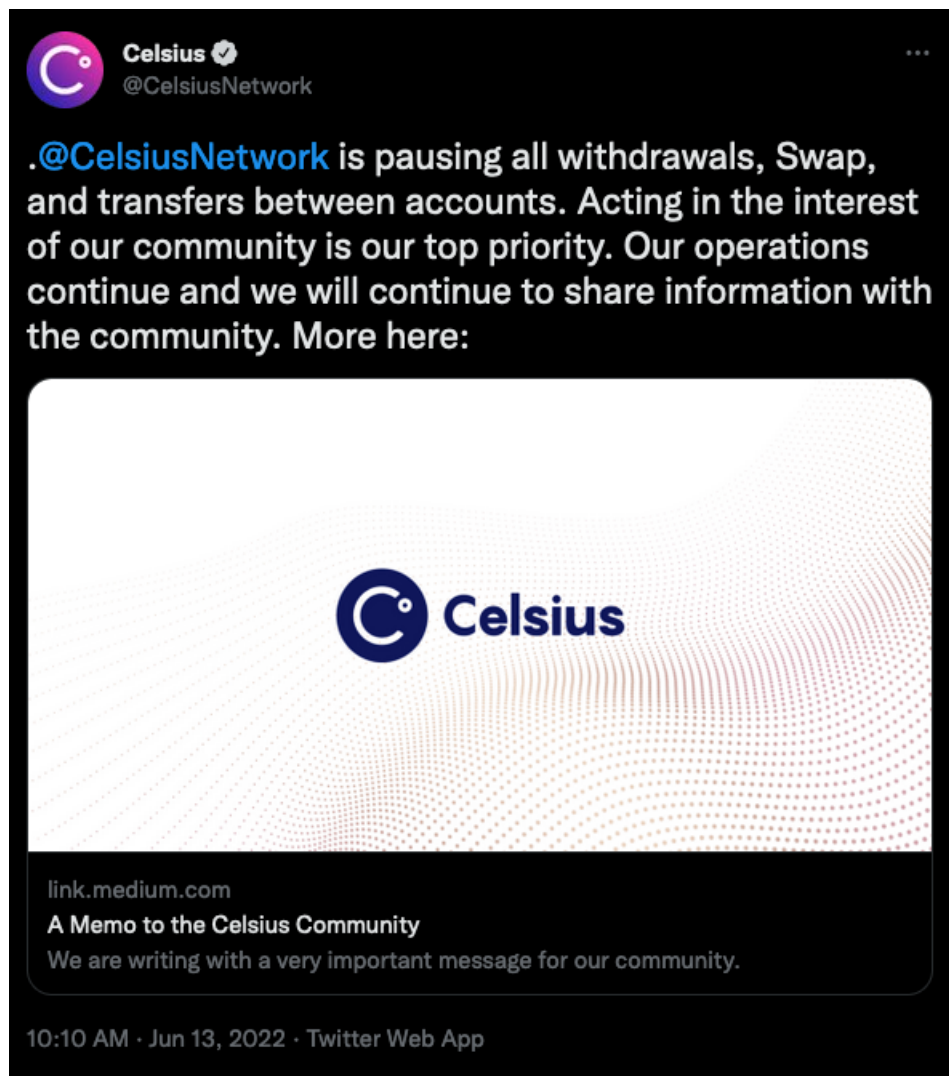 Celsius
@CelsiusNetwork
.@CelsiusNetwork is pausing all withdrawals, Swap,
and transfers between accounts. Acting in the interest
of our community is our top priority. Our operations
continue and we will continue to share information with
the community. More here:
Celsius
link.medium.com
A Memo to the Celsius Community
We are writing with a very important message for our community.
10:10 AM · Jun 13, 2022 · Twitter Web App